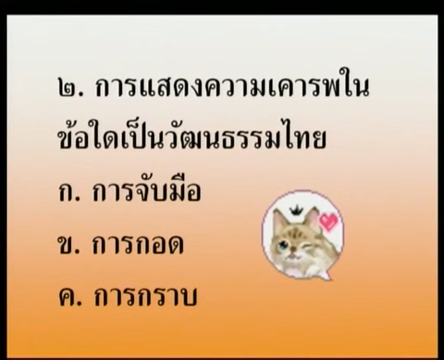 ๒. การแสดงความเคารพใน
ข้อใดเป็นวัฒนธรรมไทย
ก. การจับมือ
ข. การกอด
ค. การกราบ